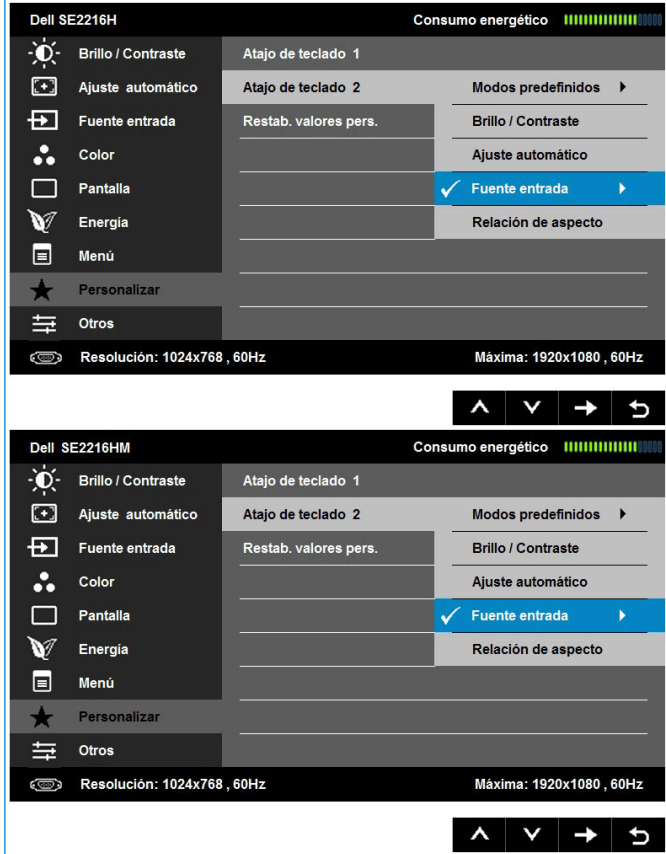 Dell SE2216H Consumo energético
Brillo / Contraste Atajo de teclado 1
Ajuste automático Atajo de teclado 2 Modos predefinidos
Fuente entrada Restab. valores pers. Brillo / Contraste
Color Ajuste automático
Pantalla Fuente entrada
Energía Relación de aspecto
Menú
Personalizar
Otros
Resolución: 1024x768 , 60Hz Máxima: 1920x1080 , 60Hz
Dell SE2216HM Consumo energético
Brillo / Contraste Atajo de teclado 1
Ajuste automático Atajo de teclado 2 Modos predefinidos
Fuente entrada Restab. valores pers. Brillo / Contraste
Color Ajuste automático
Pantalla Fuente entrada
Energía Relación de aspecto
Menú
Personalizar
Otros
Resolución: 1024x768 , 60Hz Máxima: 1920x1080 , 60Hz